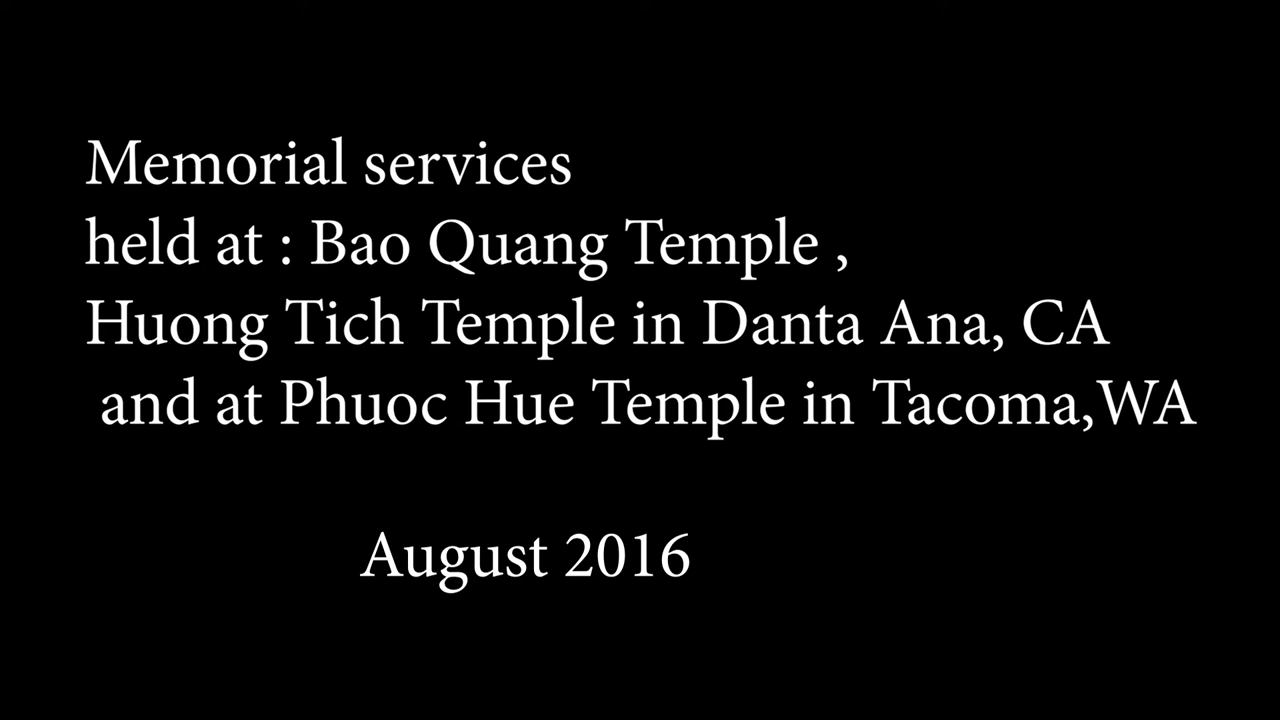 Memorial services
held at : Bao Quang Temple ,
Huong Tich Temple in Danta Ana, CA
and at Phuoc Hue Temple in Tacoma,WA
August 2016